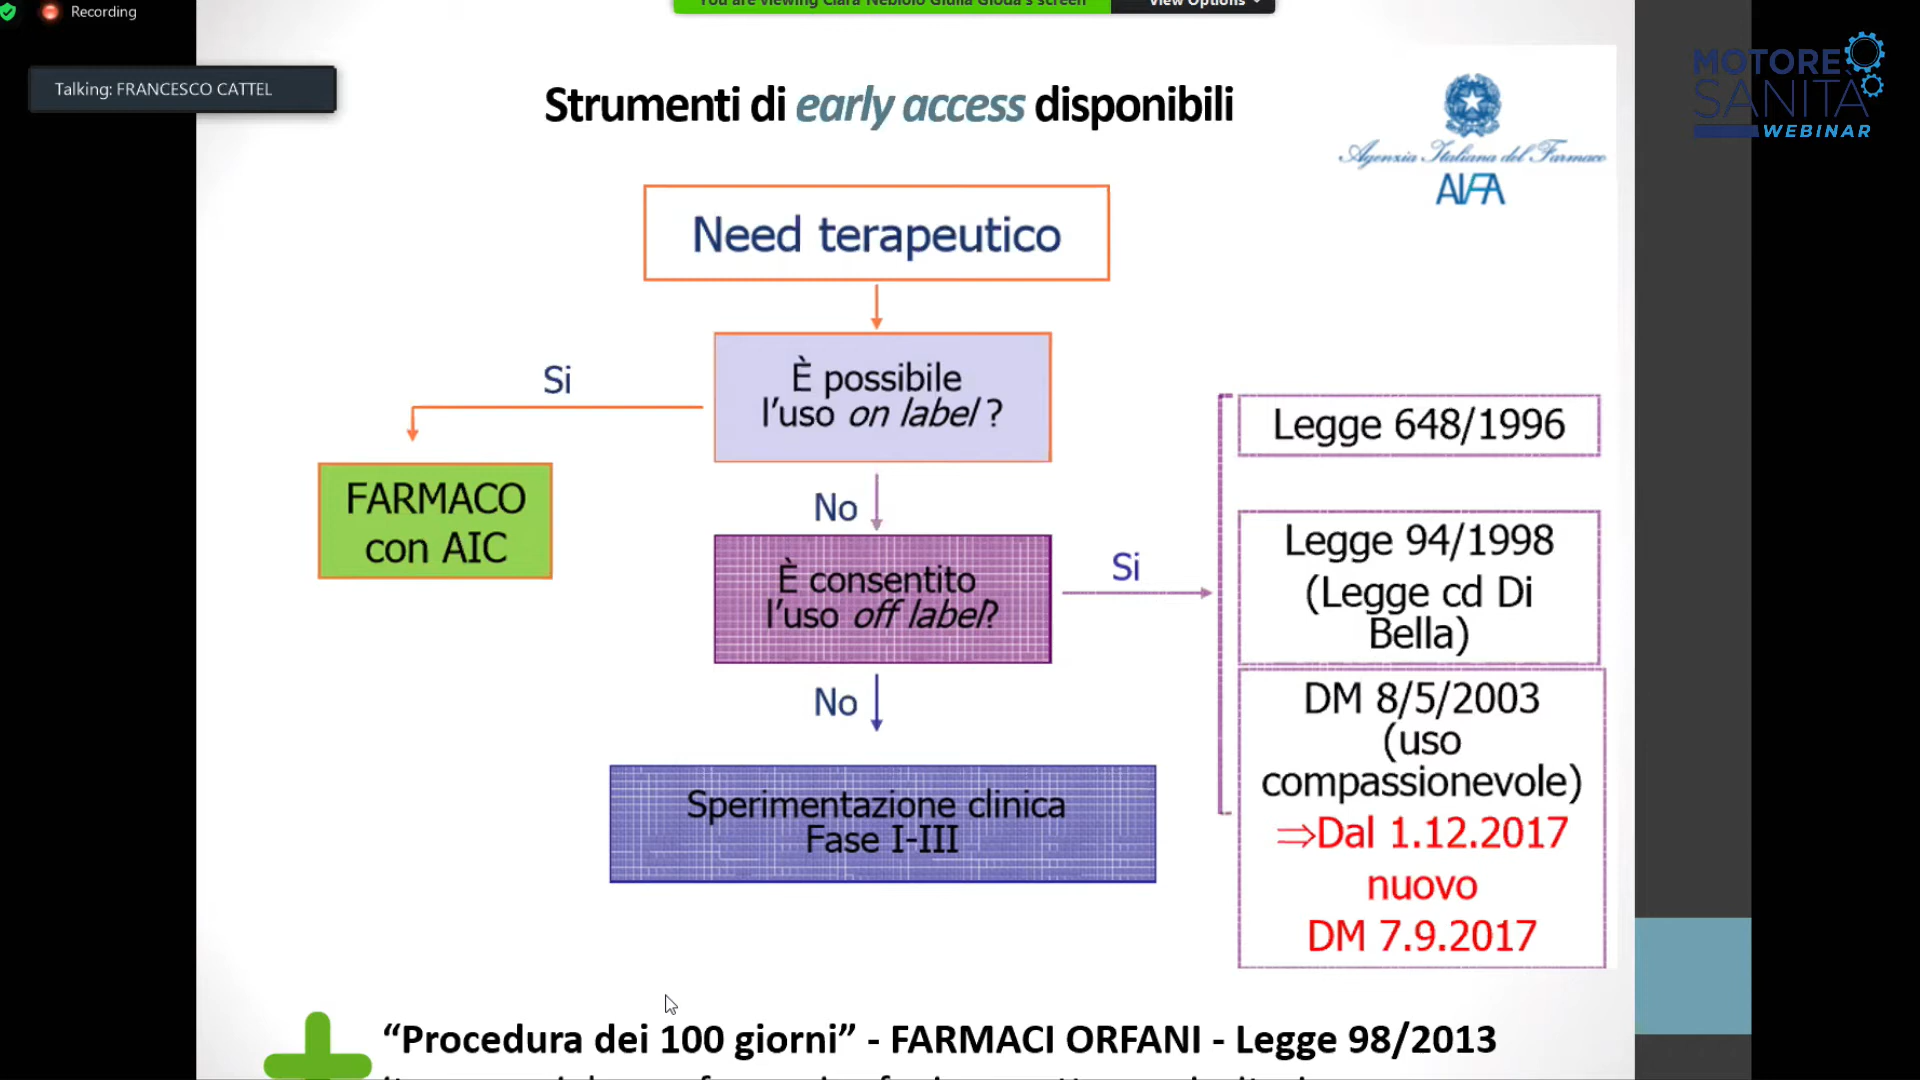 You are viewing Clara Nebiolo Giulia Gioda's screen
View Options
Recording
Talking: FRANCESCO CATTEL
MOTORE
SANITÀ
WEBINAR
Strumenti di early access disponibili
Agenzia Italiana del Farmaco
AIFA
Need terapeutico
È possibile
l'uso on label ?
Si
FARMACO
con AIC
No
È consentito
l'uso off label?
Si
Legge 648/1996
Legge 94/1998
(Legge cd Di
Bella)
DM 8/5/2003
(uso
compassionevole)
⇒Dal 1.12.2017
nuovo
DM 7.9.2017
No
Sperimentazione clinica
Fase I-III
“Procedura dei 100 giorni” - FARMACI ORFANI - Legge 98/2013